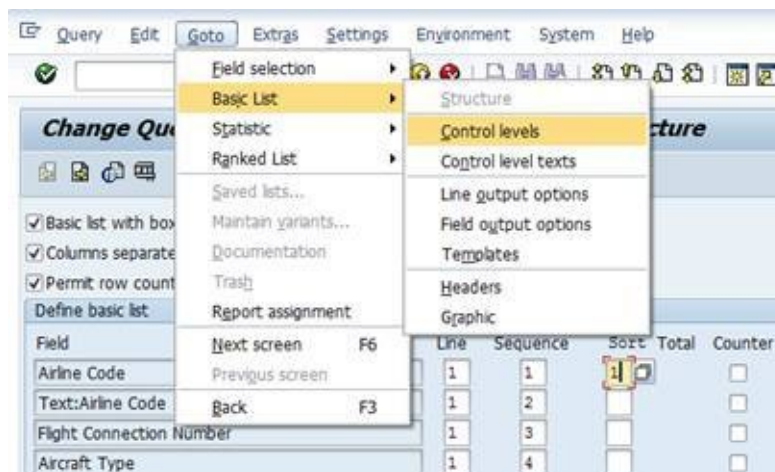 Query Edit Goto Extras Settings Environment System Help
Field selection
Basic List
Statistic
Ranked List
Saved lists...
Maintain variants...
Documentation
Trash
Report assignment
Next screen F6
Previous screen
Back F3
Structure
Control levels
Control level texts
Line output options
Field output options
Templates
Headers
Graphic
Change Qu cture
Basic list with box
Columns separate
Permit row count
Define basic list
Field Line Sequence Sort Total Counter
Airline Code 1 1 1
Text:Airline Code 1 2
Flight Connection Number 1 3
Aircraft Type 1 4